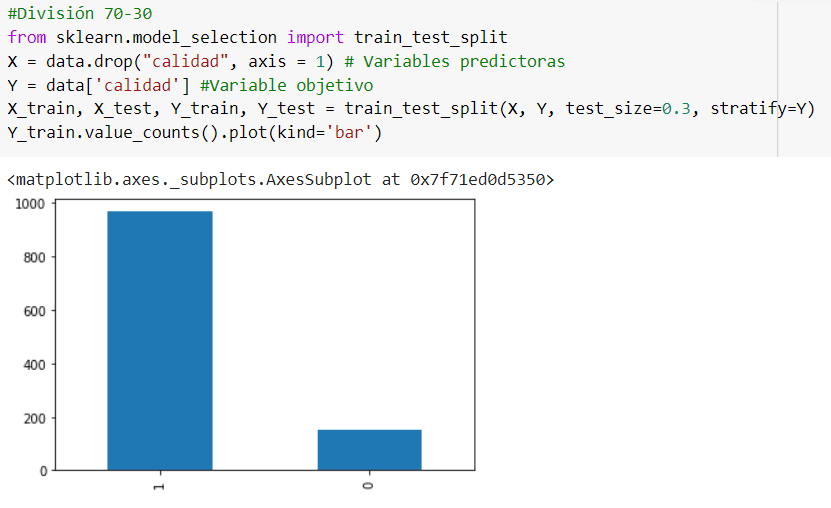 #División 70-30
from sklearn.model_selection import train_test_split
X = data.drop("calidad", axis = 1) # Variables predictoras
Y = data['calidad'] #Variable objetivo
X_train, X_test, Y_train, Y_test = train_test_split(X, Y, test_size=0.3, stratify=Y)
Y_train.value_counts().plot(kind='bar')
<matplotlib.axes._subplots.AxesSubplot at 0x7f71ed0d5350>
1000
800
600
400
200
0
1
0